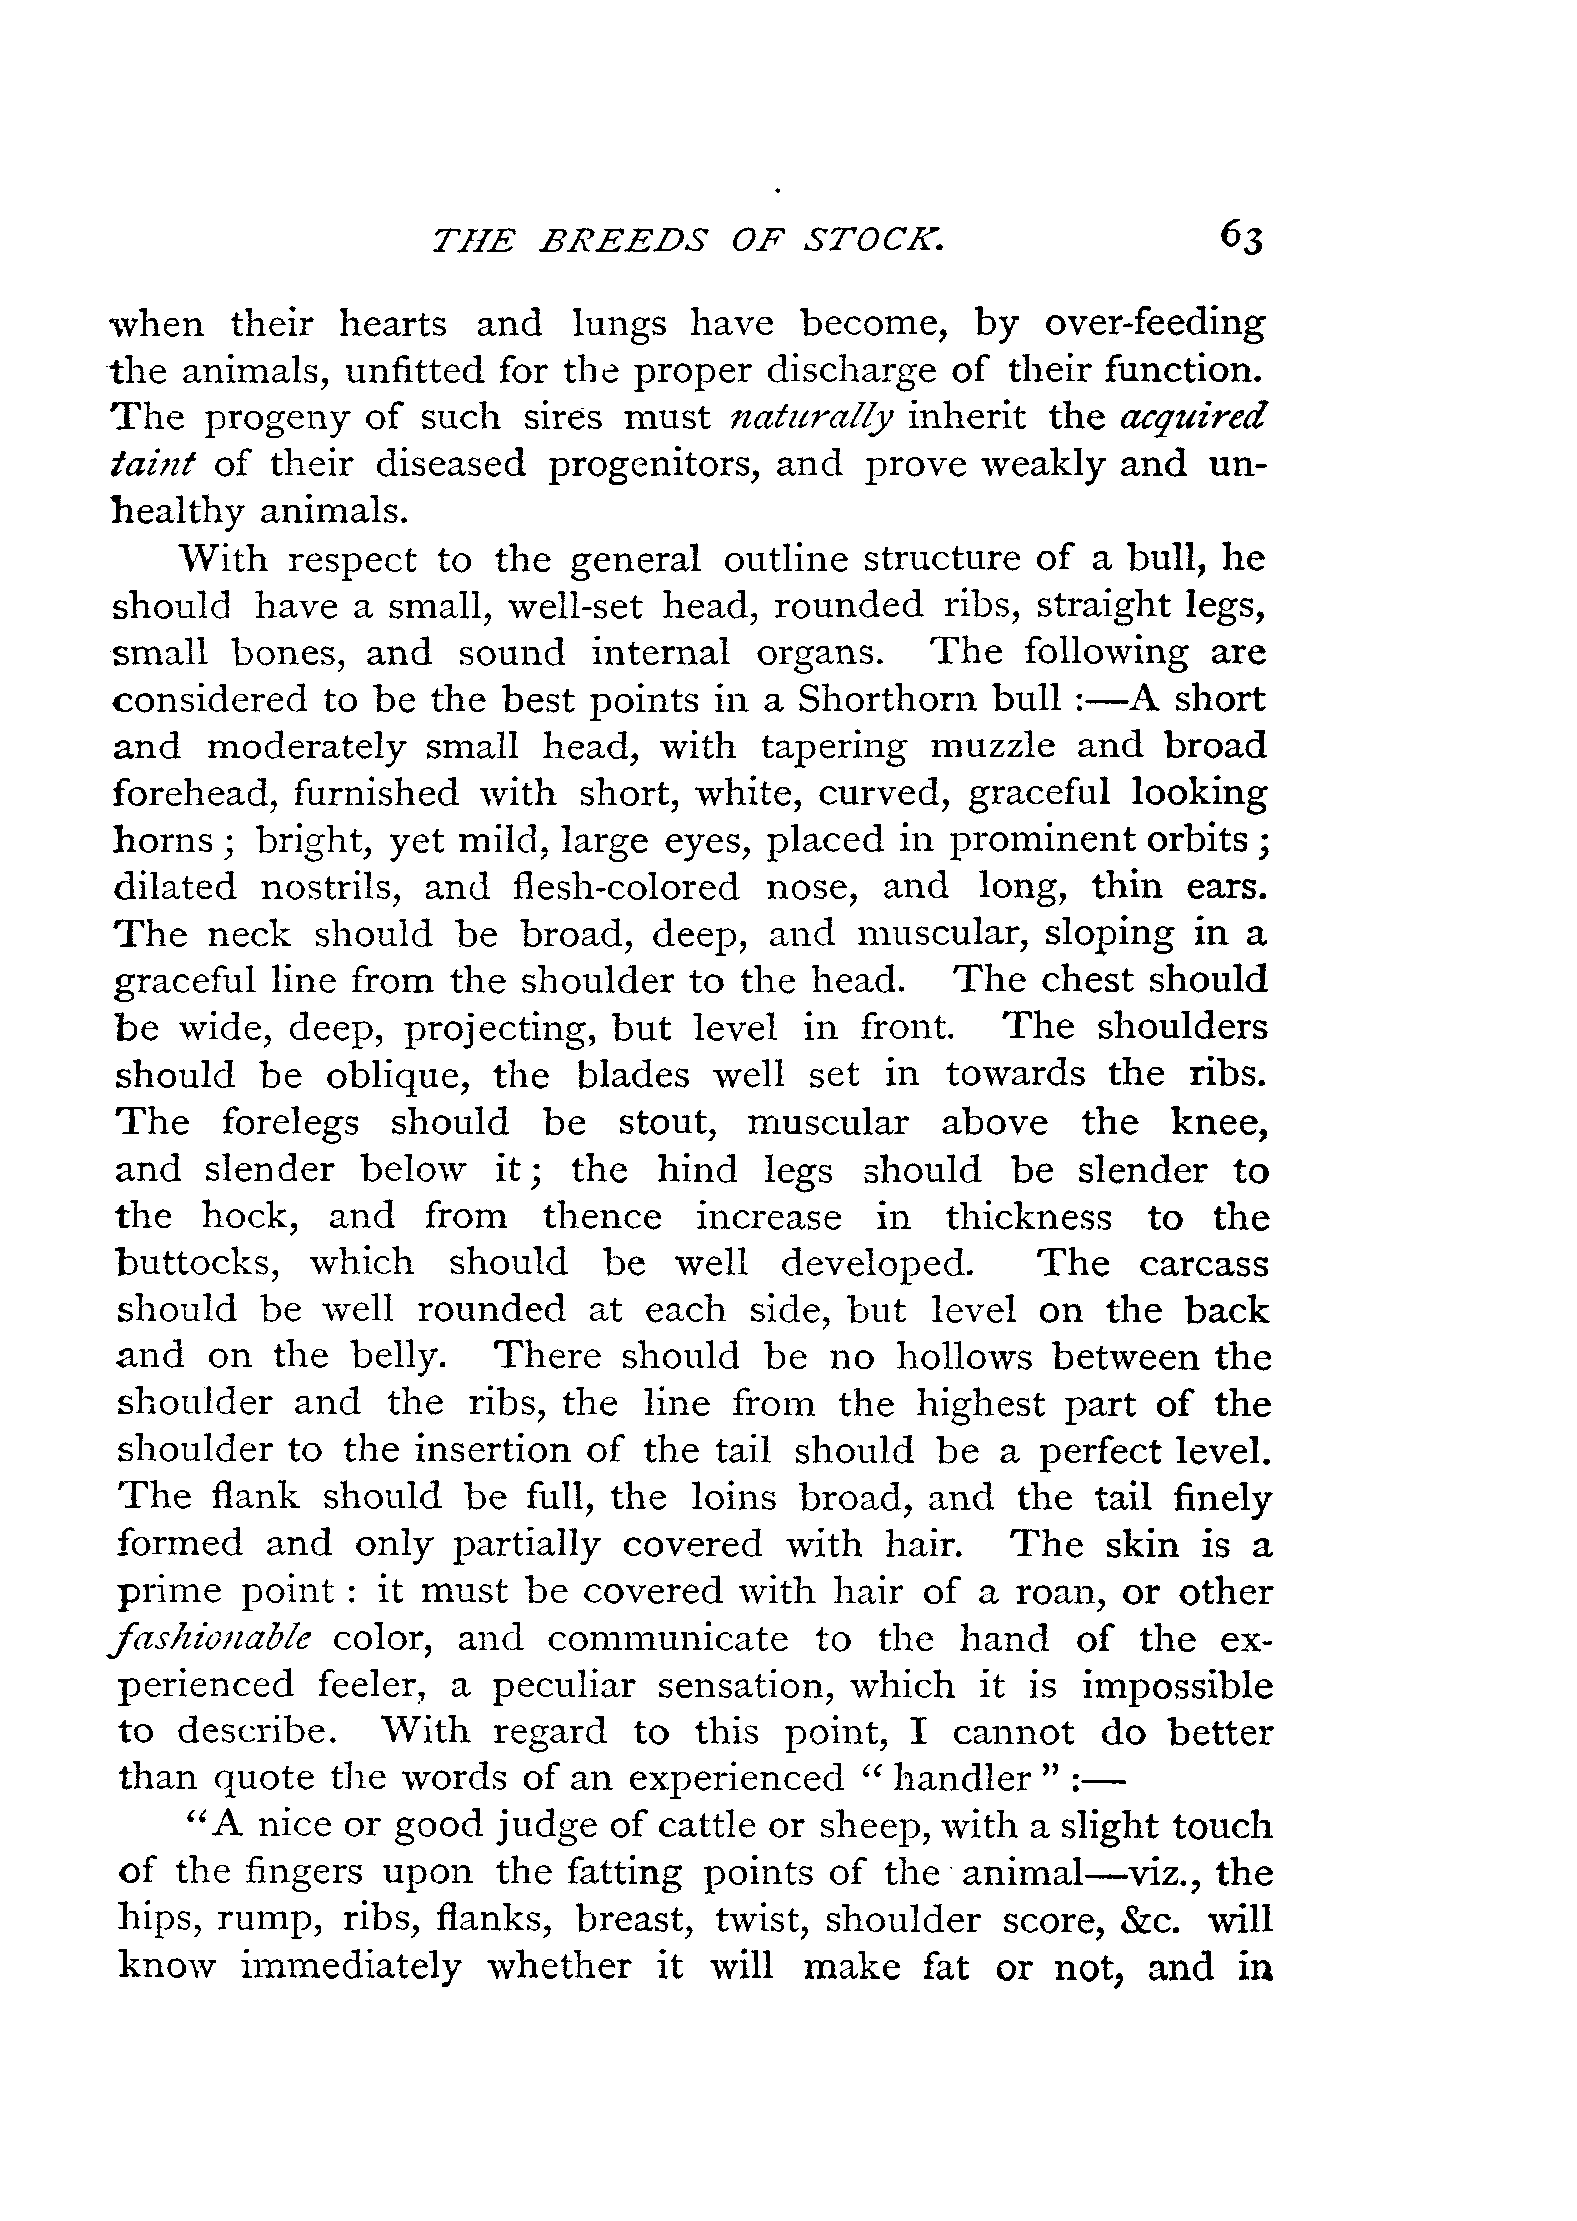 THE BREEDS OF STOCK. 63
when their hearts and lungs have become, by over-feeding
the animals, unfitted for the proper discharge of their function.
The progeny of such sires must naturally inherit the acquired
taint of their diseased progenitors, and prove weakly and un-
healthy animals.
With respect to the general outline structure of a bull, he
should have a small, well-set head, rounded ribs, straight legs,
small bones, and sound internal organs. The following are
considered to be the best points in a Shorthorn bull :—A short
and moderately small head, with tapering muzzle and broad
forehead, furnished with short, white, curved, graceful looking
horns ; bright, yet mild, large eyes, placed in prominent orbits ;
dilated nostrils, and flesh-colored nose, and long, thin ears.
The neck should be broad, deep, and muscular, sloping in a
graceful line from the shoulder to the head. The chest should
be wide, deep, projecting, but level in front. The shoulders
should be oblique, the blades well set in towards the ribs.
The forelegs should be stout, muscular above the knee,
and slender below it ; the hind legs should be slender to
the hock, and from thence increase in thickness to the
buttocks, which should be well developed. The carcass
should be well rounded at each side, but level on the back
and on the belly. There should be no hollows between the
shoulder and the ribs, the line from the highest part of the
shoulder to the insertion of the tail should be a perfect level.
The flank should be full, the loins broad, and the tail finely
formed and only partially covered with hair. The skin is a
prime point : it must be covered with hair of a roan, or other
fashionable color, and communicate to the hand of the ex-
perienced feeler, a peculiar sensation, which it is impossible
to describe. With regard to this point, I cannot do better
than quote the words of an experienced “ handler ” :—
“A nice or good judge of cattle or sheep, with a slight touch
of the fingers upon the fatting points of the animal—viz., the
hips, rump, ribs, flanks, breast, twist, shoulder score, &c. will
know immediately whether it will make fat or not, and in